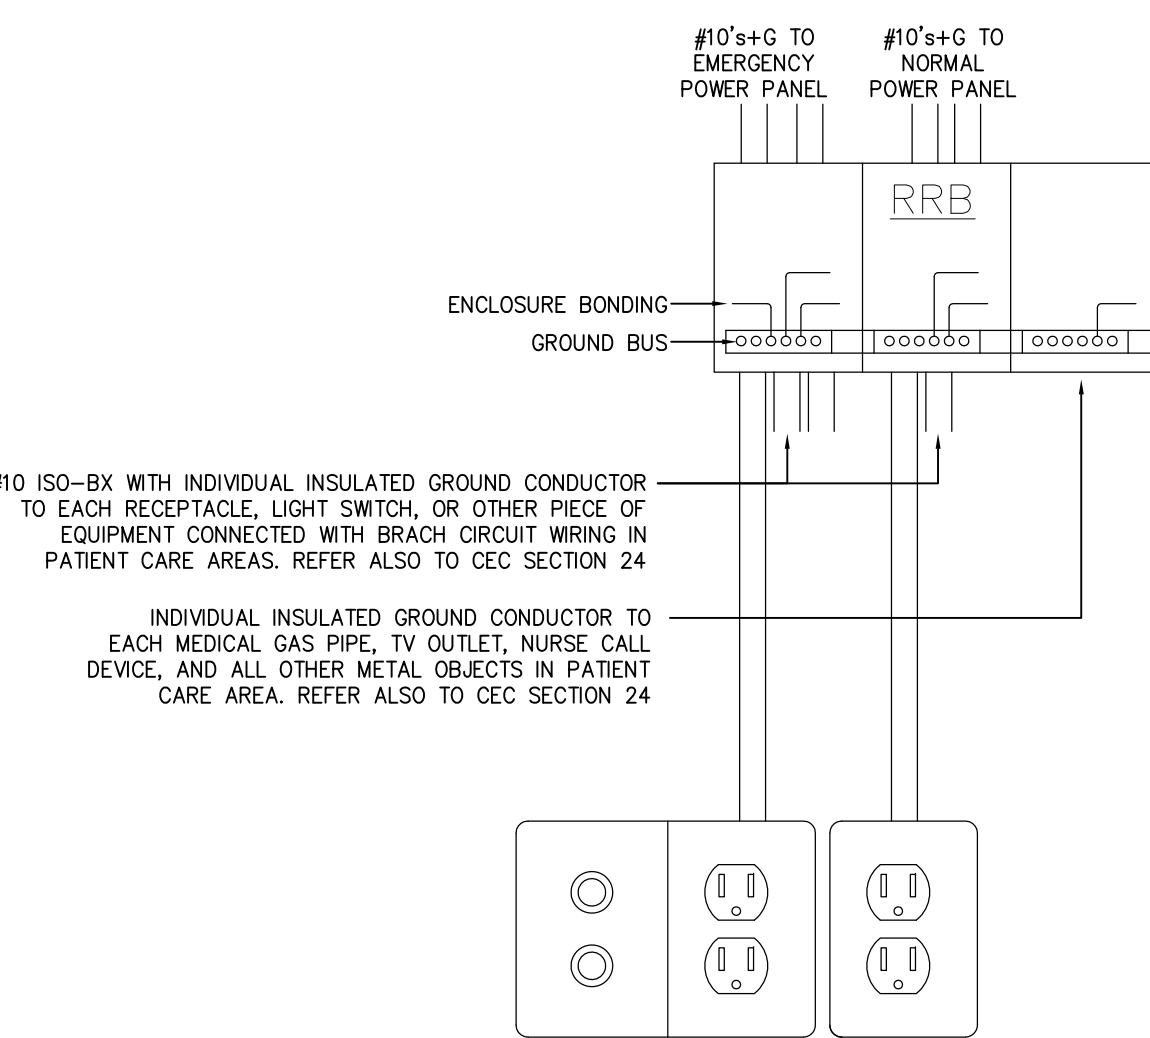 #10's+G TO
EMERGENCY
POWER PANEL
#10's+G TO
NORMAL
POWER PANEL
RRB
ENCLOSURE BONDING
GROUND BUS
#10 ISO-BX WITH INDIVIDUAL INSULATED GROUND CONDUCTOR
TO EACH RECEPTACLE, LIGHT SWITCH, OR OTHER PIECE OF
EQUIPMENT CONNECTED WITH BRACH CIRCUIT WIRING IN
PATIENT CARE AREAS. REFER ALSO TO CEC SECTION 24
INDIVIDUAL INSULATED GROUND CONDUCTOR TO
EACH MEDICAL GAS PIPE, TV OUTLET, NURSE CALL
DEVICE, AND ALL OTHER METAL OBJECTS IN PATIENT
CARE AREA. REFER ALSO TO CEC SECTION 24